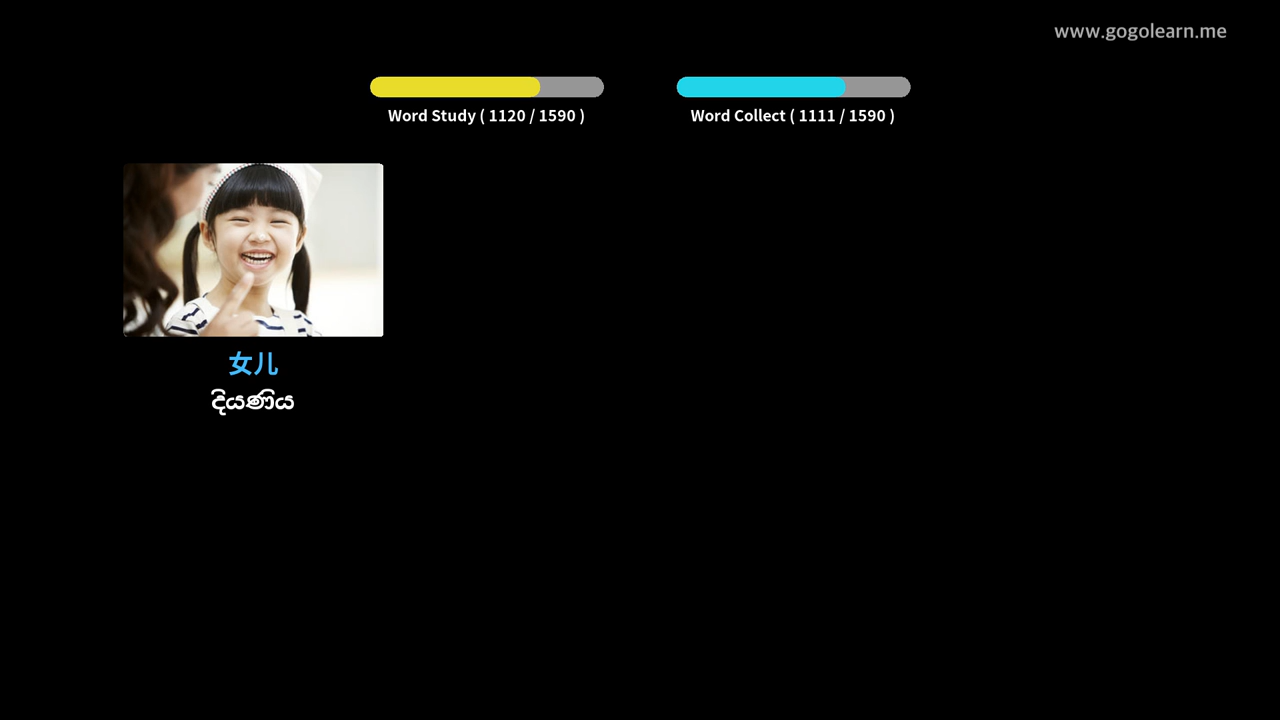 www.gogolearn.me
Word Study ( 1120 / 1590 )
Word Collect ( 1111 / 1590 )
女儿
දියණිය